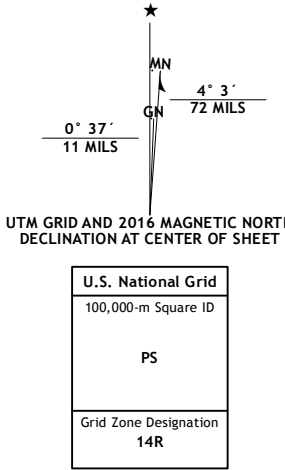 MN
4° 3´
72 MILS
GN
0° 37´
11 MILS
UTM GRID AND 2016 MAGNETIC NORTH
DECLINATION AT CENTER OF SHEET
U.S. National Grid
100,000-m Square ID
PS
Grid Zone Designation
14R